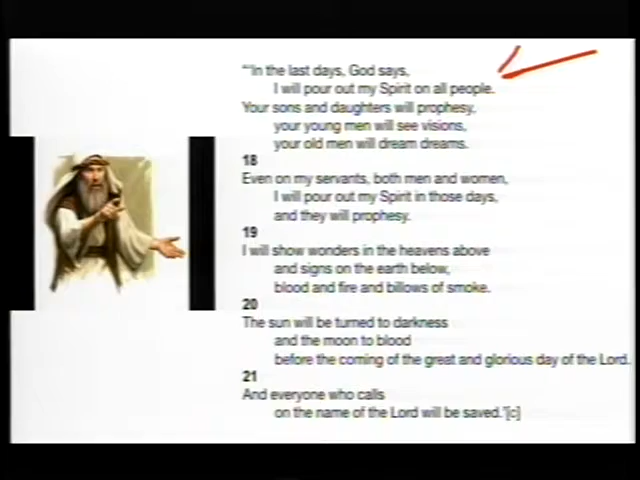 “‘In the last days, God says,
I will pour out my Spirit on all people.
Your sons and daughters will prophesy,
your young men will see visions,
your old men will dream dreams.
18
Even on my servants, both men and women,
I will pour out my Spirit in those days,
and they will prophesy.
19
I will show wonders in the heavens above
and signs on the earth below,
blood and fire and billows of smoke.
20
The sun will be turned to darkness
and the moon to blood
before the coming of the great and glorious day of the Lord.
21
And everyone who calls
on the name of the Lord will be saved.’[c]